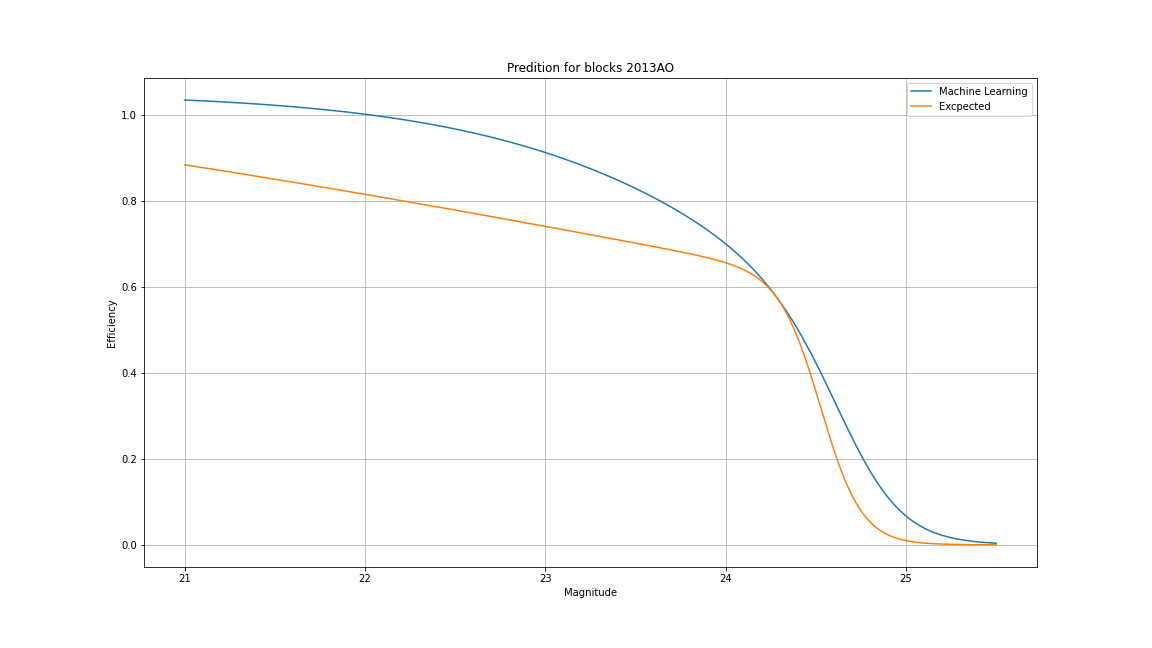 Predition for blocks 2013AO
Machine Learning
Excpected
1.0
0.8
0.6
0.4
0.2
0.0
Efficiency
21 22 23 24 25
Magnitude